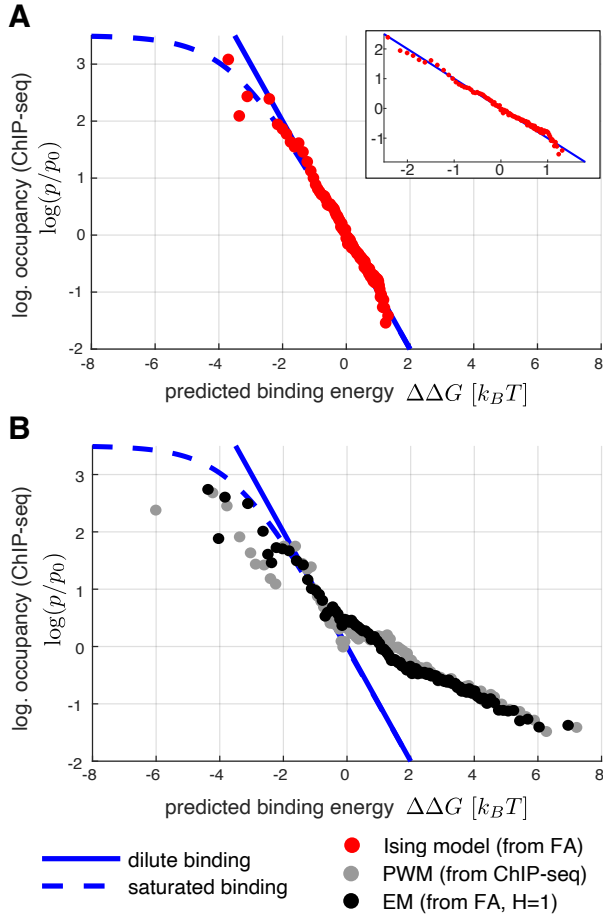 A
log. occupancy (ChIP-seq)
log(p/p₀)
3
2
1
0
-1
-2
-8 -6 -4 -2 0 2 4 6 8
2
1
0
-1
-2 -1 0 1
predicted binding energy ΔΔG [k_BT]
B
log. occupancy (ChIP-seq)
log(p/p₀)
3
2
1
0
-1
-2
-8 -6 -4 -2 0 2 4 6 8
predicted binding energy ΔΔG [k_BT]
dilute binding
saturated binding
Ising model (from FA)
PWM (from ChIP-seq)
EM (from FA, H=1)